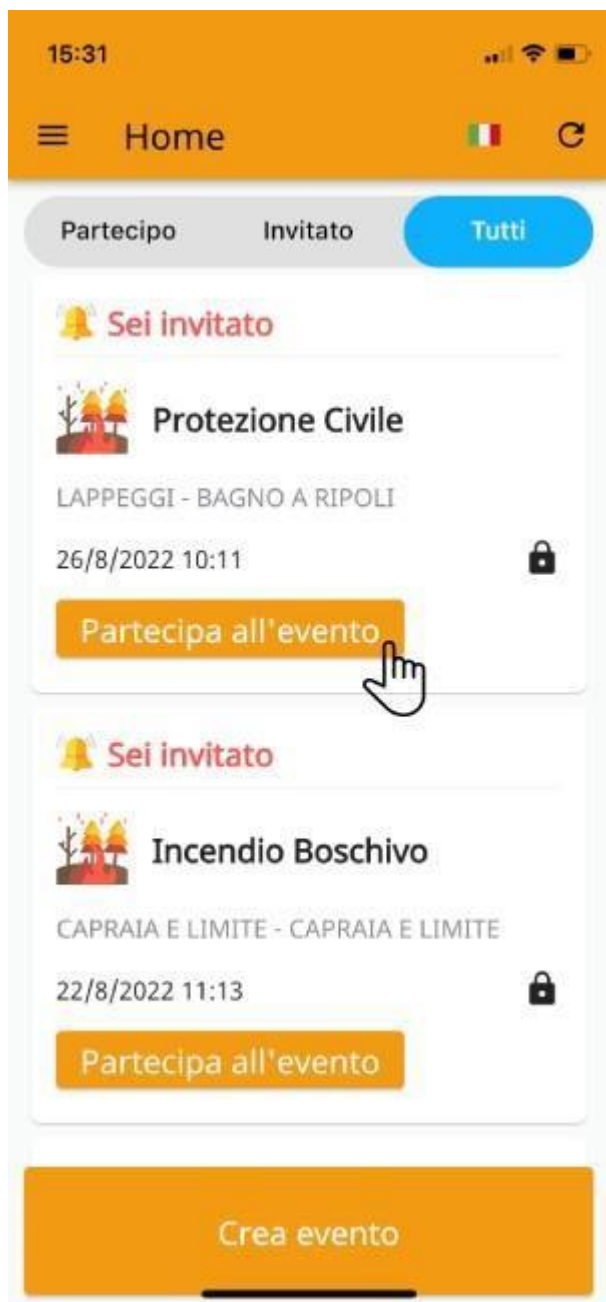 15:31
Home
Partecipo Invitato Tutti
Sei invitato
Protezione Civile
LAPPEGGI - BAGNO A RIPOLI
26/8/2022 10:11
Partecipa all'evento
Sei invitato
Incendio Boschivo
CAPRAIA E LIMITE - CAPRAIA E LIMITE
22/8/2022 11:13
Partecipa all'evento
Crea evento